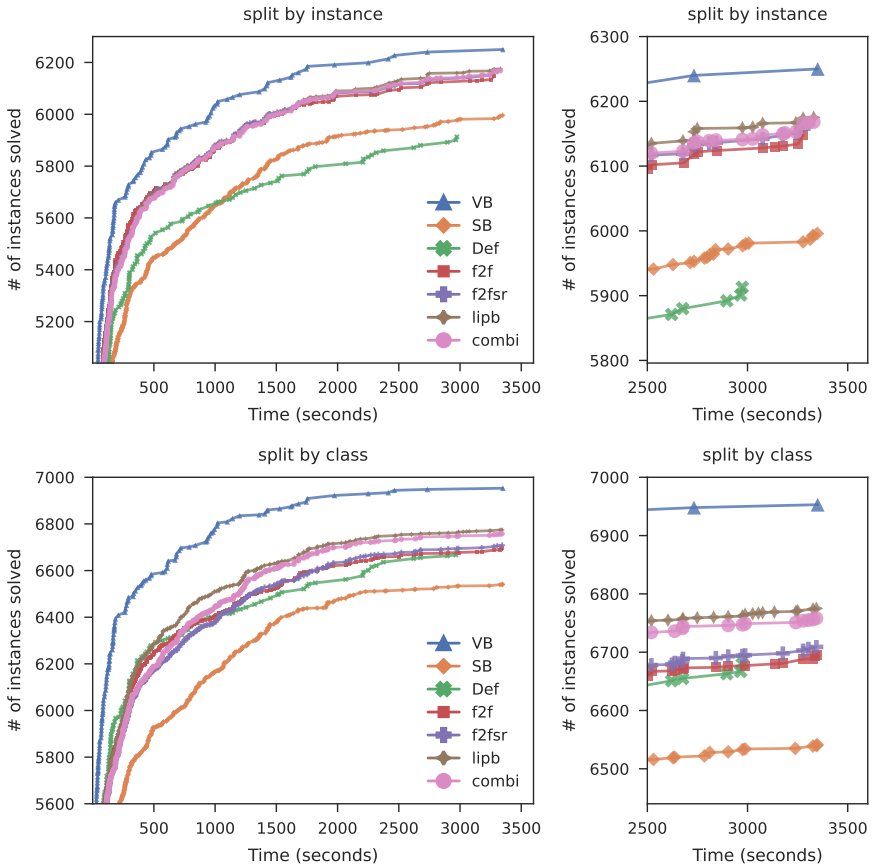 split by instance
# of instances solved
6200
6000
5800
5600
5400
5200
500
1000
1500
2000
2500
3000
3500
Time (seconds)
VB
SB
Def
f2f
f2fsr
lipb
combi
split by instance
# of instances solved
6300
6200
6100
6000
5900
5800
2500
3000
3500
Time (seconds)
split by class
# of instances solved
7000
6800
6600
6400
6200
6000
5800
5600
500
1000
1500
2000
2500
3000
3500
Time (seconds)
VB
SB
Def
f2f
f2fsr
lipb
combi
split by class
# of instances solved
7000
6900
6800
6700
6600
6500
2500
3000
3500
Time (seconds)